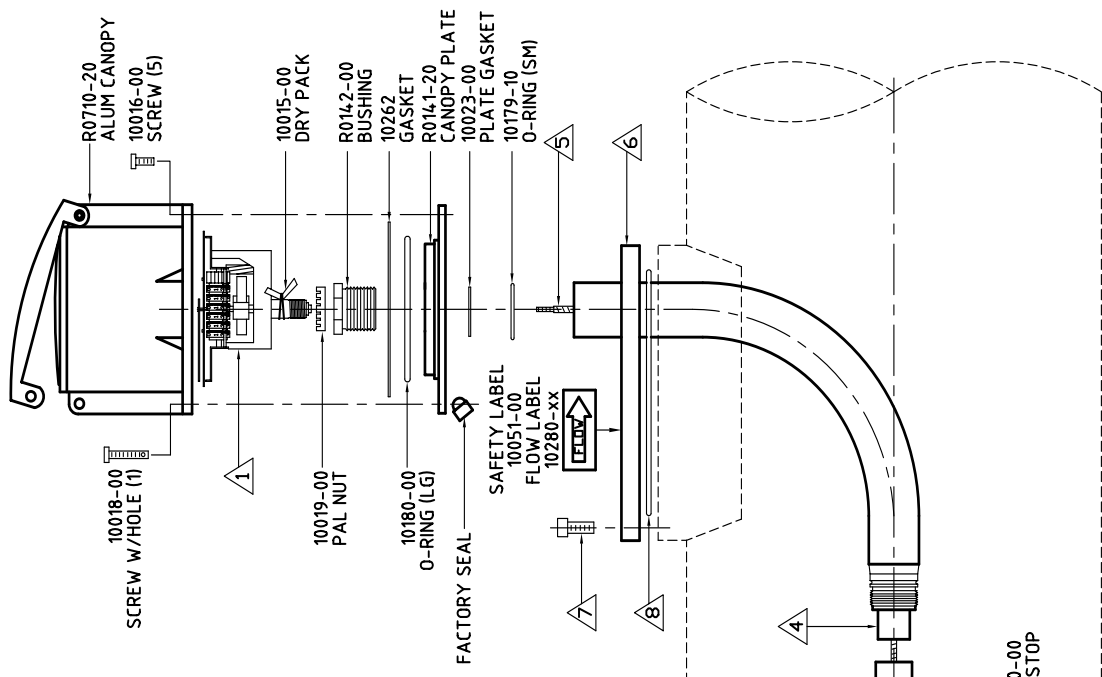 R0710-20
ALUM CANOPY
10016-00
SCREW (5)
10015-00
DRY PACK
R0142-00
BUSHING
10262
GASKET
R0141-20
CANOPY PLATE
10023-00
PLATE GASKET
10179-10
O-RING (SM)
5
6
10018-00
SCREW W/HOLE (1)
1
10019-00
PAL NUT
10180-00
O-RING (LG)
FACTORY SEAL
SAFETY LABEL
10051-00
FLOW LABEL
10280-xx
FLOW
7
8
4
0-00
STOP